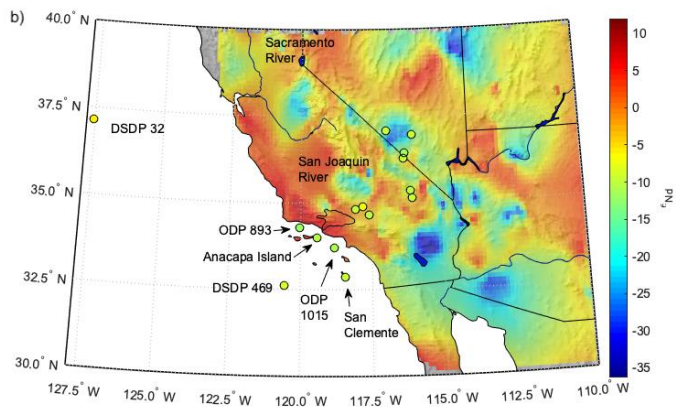 b)
40.0° N
37.5° N
35.0° N
32.5° N
30.0° N
127.5° W
125.0° W
122.5° W
120.0° W
117.5° W
115.0° W
112.5° W
110.0° W
Sacramento
River
DSDP 32
San Joaquin
River
ODP 893
Anacapa Island
DSDP 469
ODP
1015
San
Clemente
10
5
0
-5
-10
-15
-20
-25
-30
-35
εNd